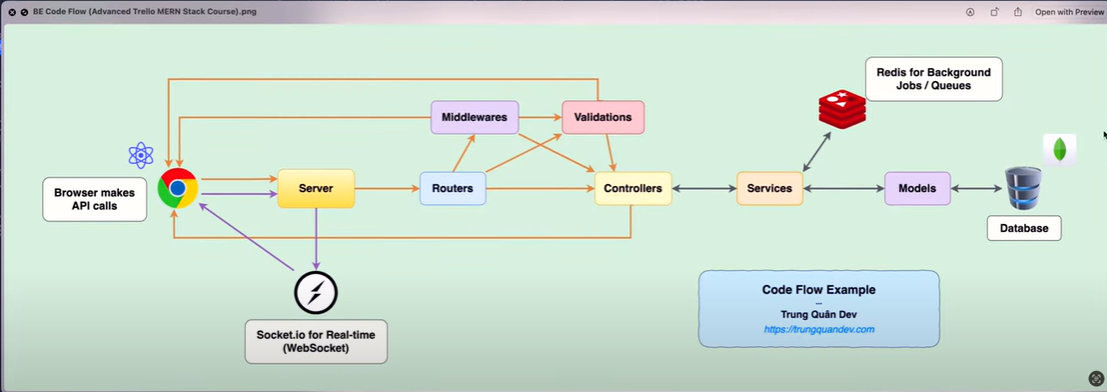 BE Code Flow (Advanced Trello MERN Stack Course).png
Open with Preview
Redis for Background
Jobs / Queues
Middlewares
Validations
Browser makes
API calls
Server
Routers
Controllers
Services
Models
Database
Socket.io for Real-time
(WebSocket)
Code Flow Example
–
Trung Quân Dev
https://trungquandev.com